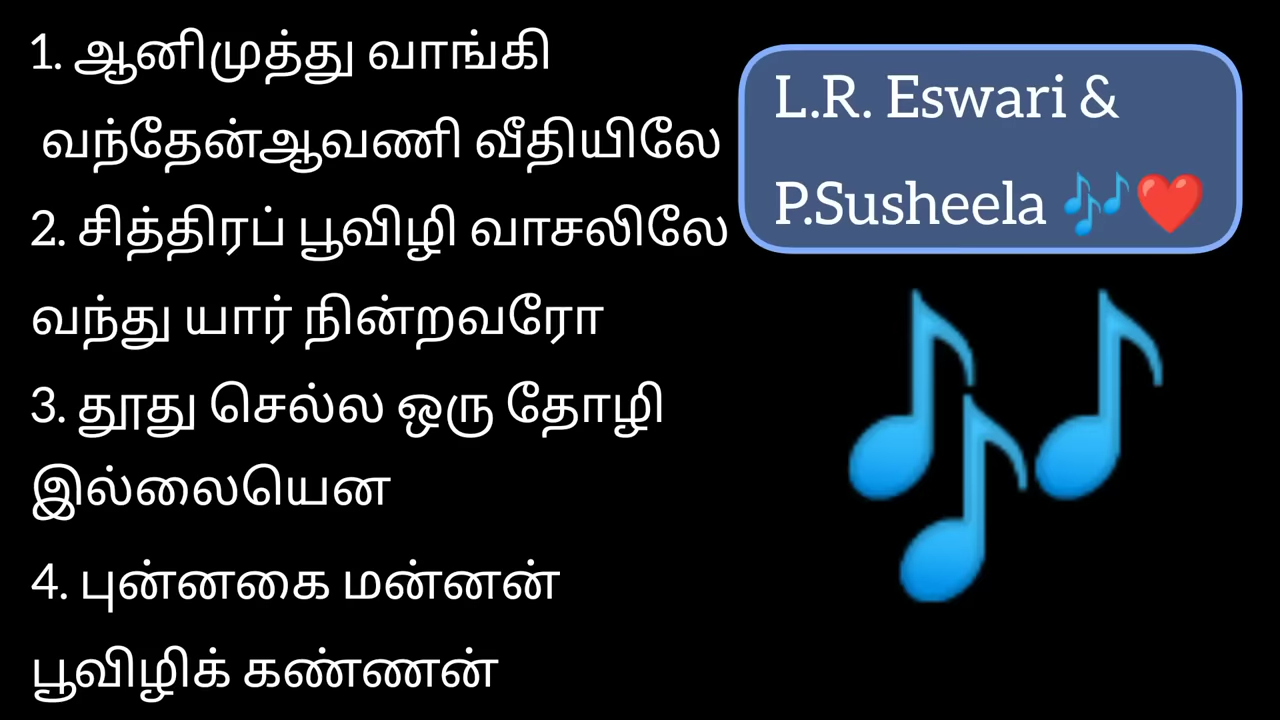 1. ஆனிமுத்து வாங்கி
வந்தேன்ஆவணி வீதியிலே
2. சித்திரப் பூவிழி வாசலிலே
வந்து யார் நின்றவரோ
3. தூது செல்ல ஒரு தோழி
இல்லையென
4. புன்னகை மன்னன்
பூவிழிக் கண்ணன்
L.R. Eswari &
P.Susheela 🎶❤️